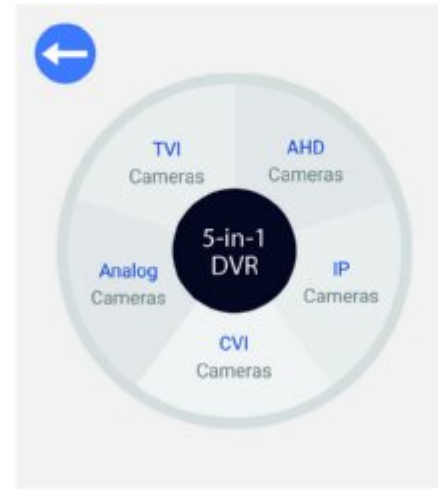 TVI
Cameras
AHD
Cameras
5-in-1
DVR
Analog
Cameras
IP
Cameras
CVI
Cameras